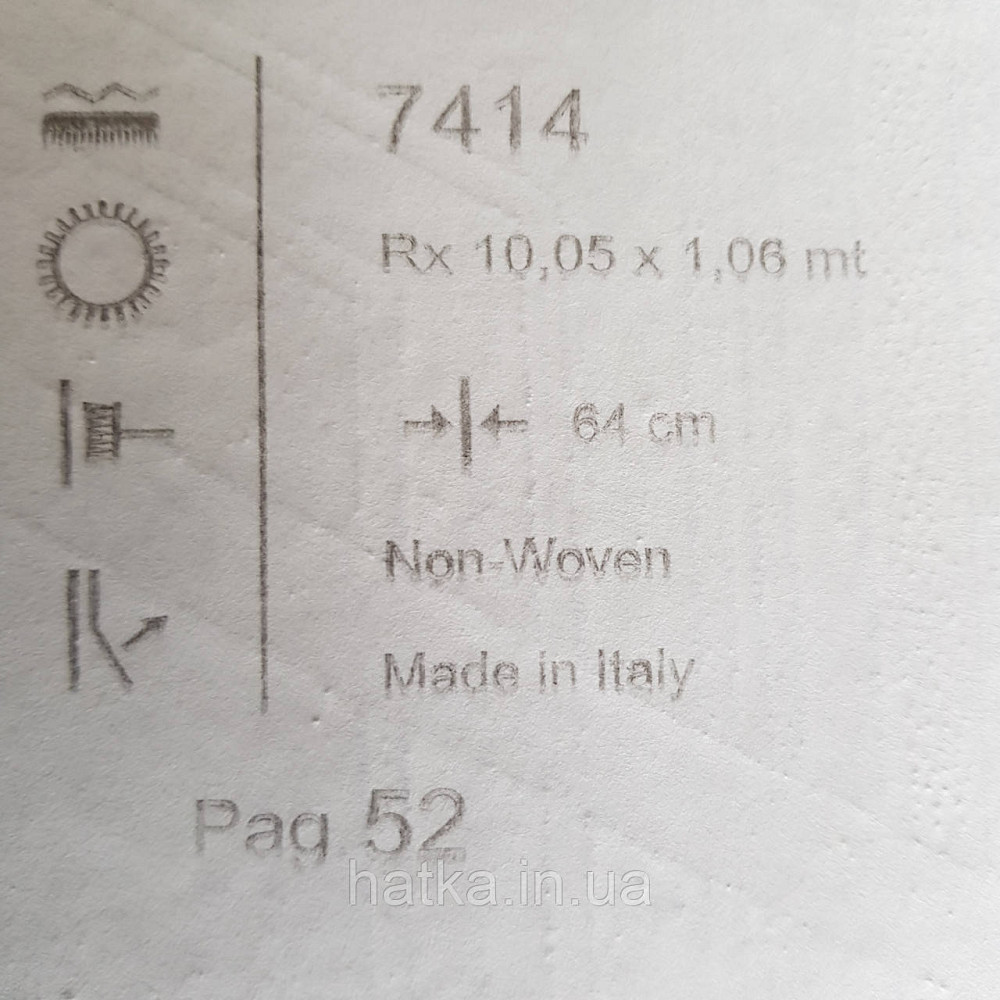 7414
Rx 10,05 x 1,06 mt
64 cm
Non-Woven
Made in Italy
Pag 52
hatka.in.ua